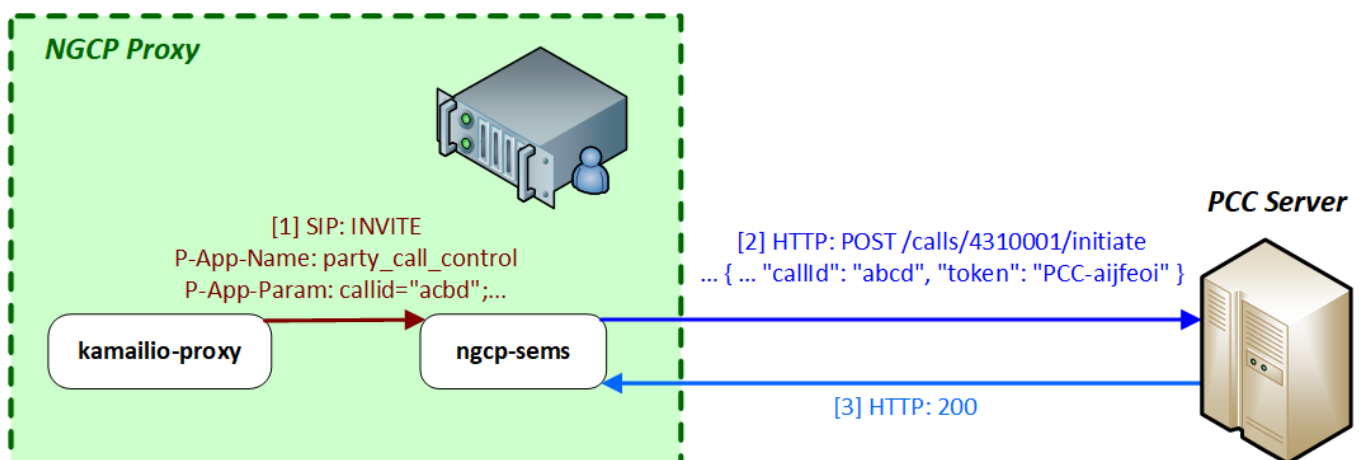 NGCP Proxy
[1] SIP: INVITE
P-App-Name: party_call_control
P-App-Param: callid="acbd";...
kamailio-proxy
ngcp-sems
[2] HTTP: POST /calls/4310001/initiate
... { ... "callId": "abcd", "token": "PCC-aijfeoi" }
[3] HTTP: 200
PCC Server